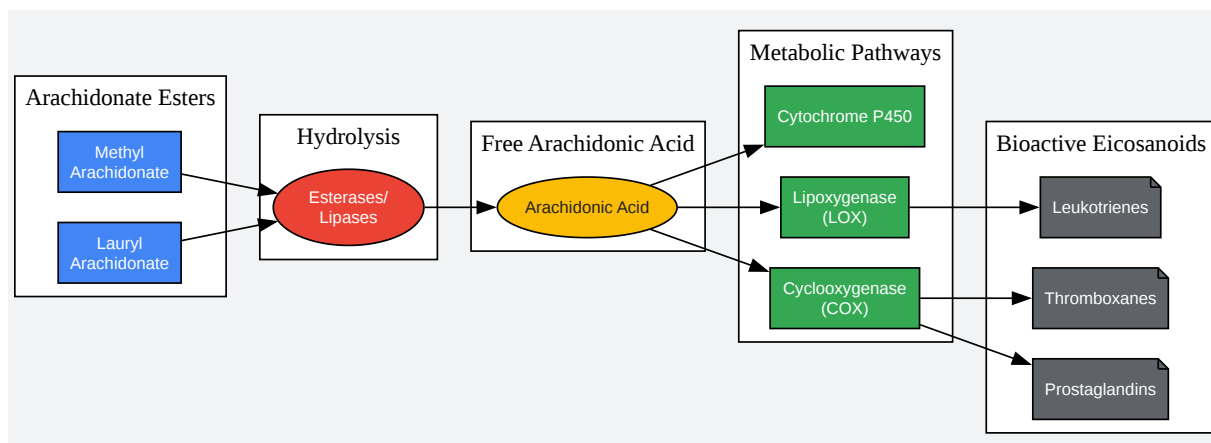 Arachidonate Esters
Methyl
Arachidonate
Lauryl
Arachidonate
Hydrolysis
Esterases/
Lipases
Free Arachidonic Acid
Arachidonic Acid
Metabolic Pathways
Cytochrome P450
Lipoxygenase
(LOX)
Cyclooxygenase
(COX)
Bioactive Eicosanoids
Leukotrienes
Thromboxanes
Prostaglandins